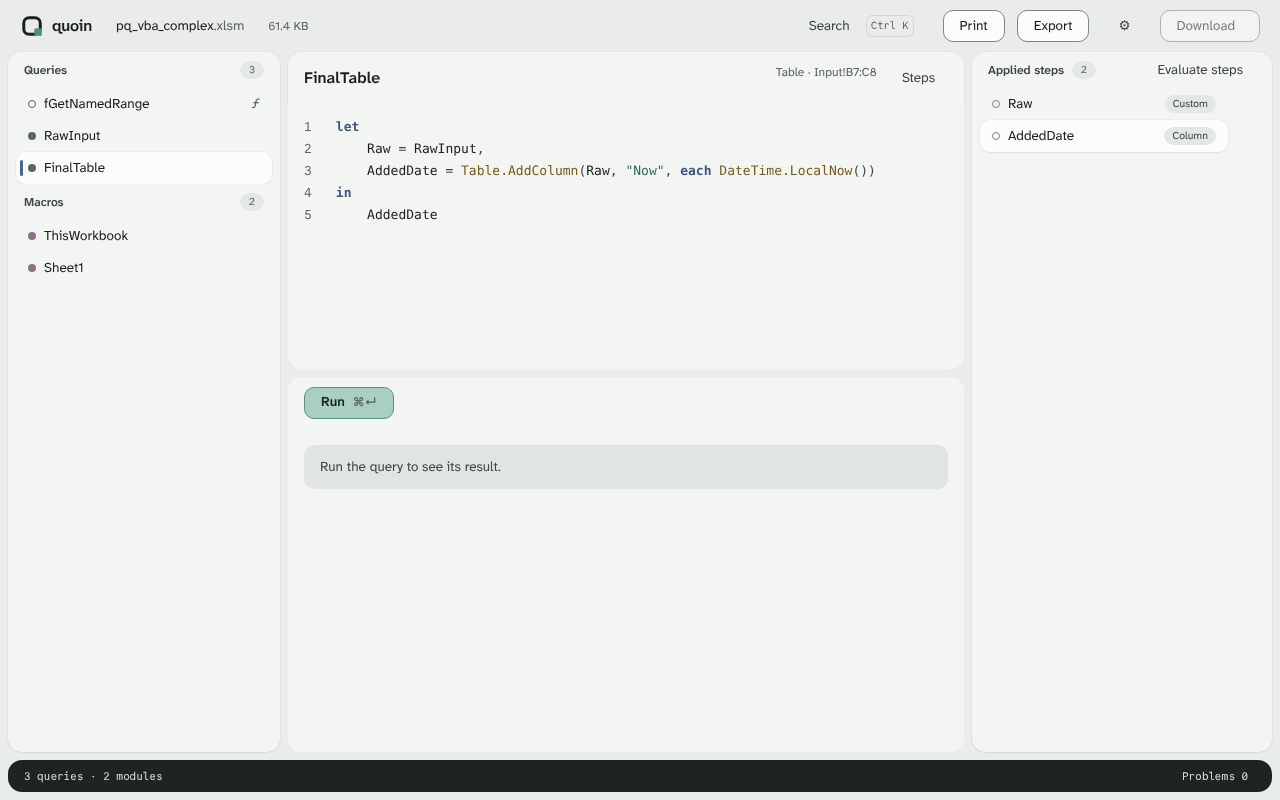 quoin pq_vba_complex.xlsm 61.4 KB Search Ctrl K Print Export ⚙ Download
Queries 3
fGetNamedRange ƒ
RawInput
FinalTable
Macros 2
ThisWorkbook
Sheet1
FinalTable Table · Input!B7:C8 Steps
1 let
2 Raw = RawInput,
3 AddedDate = Table.AddColumn(Raw, "Now", each DateTime.LocalNow())
4 in
5 AddedDate
Run ⌘↵
Run the query to see its result.
Applied steps 2 Evaluate steps
Raw Custom
AddedDate Column
3 queries · 2 modules Problems 0